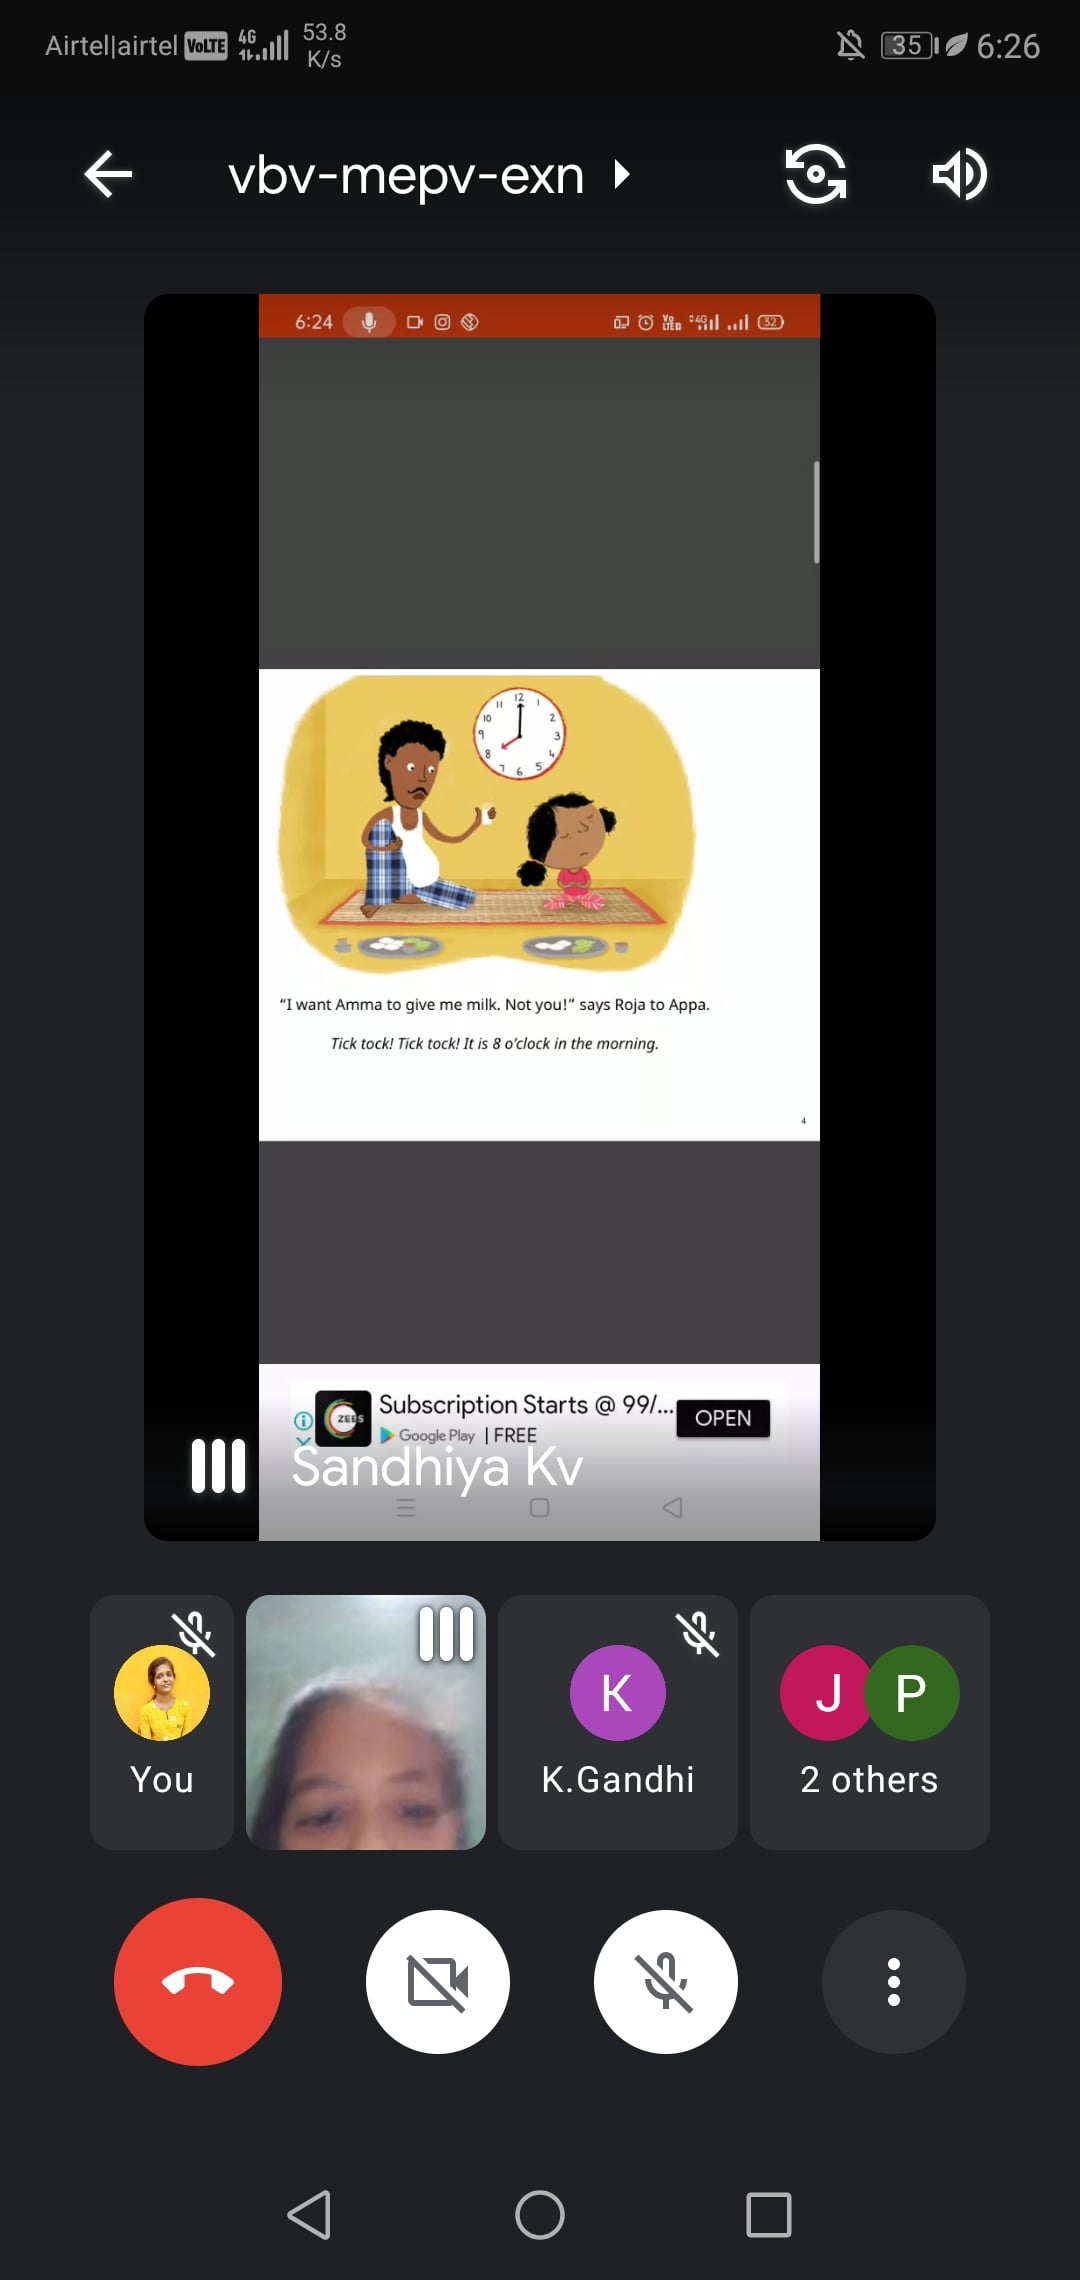 Airtel|airtel VoLTE 4G 53.8 K/s 35 6:26
vbv-mepv-exn
6:24 4G 32
12
11 1
10 2
9 3
8 4
7 6 5
“I want Amma to give me milk. Not you!” says Roja to Appa.
Tick tock! Tick tock! It is 8 o’clock in the morning.
4
ZEE5 Subscription Starts @ 99/... OPEN
Google Play | FREE
Sandhiya Kv
K J P
You K.Gandhi 2 others